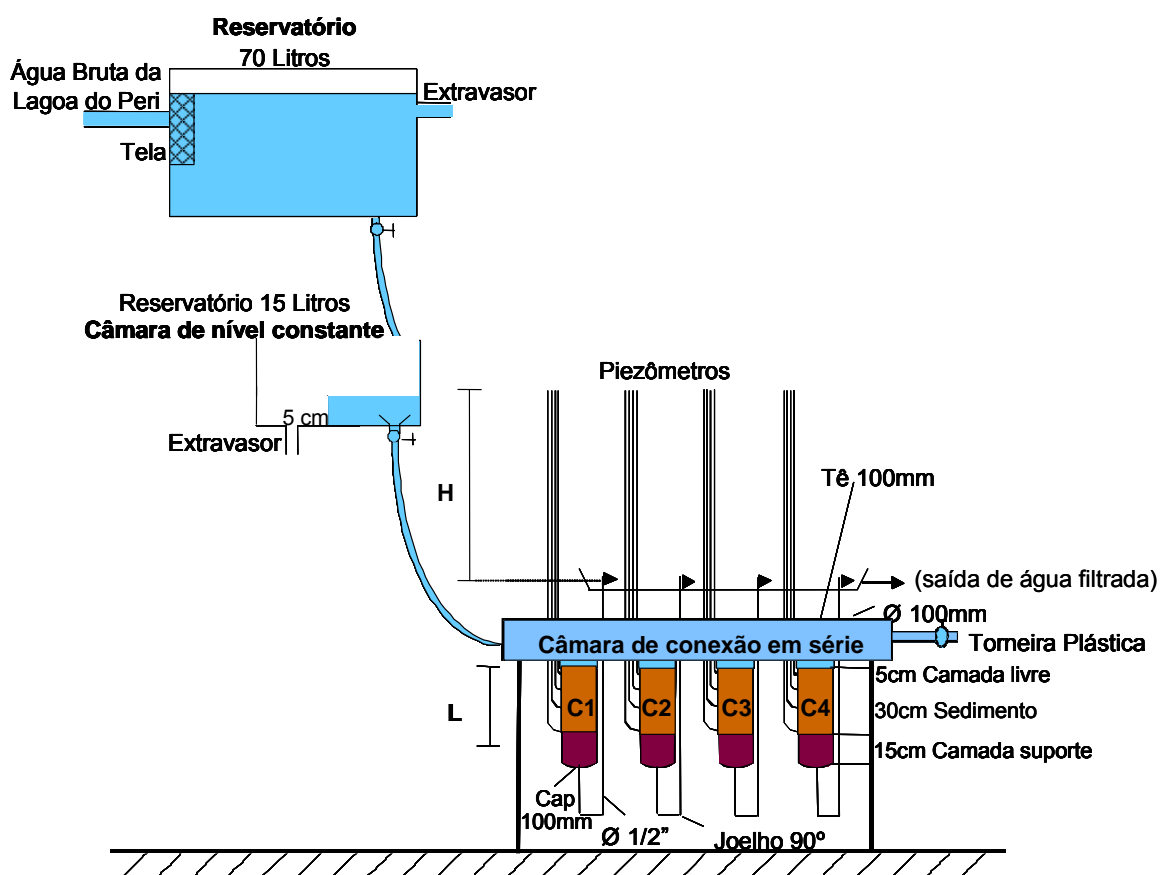 Reservatório
70 Litros
Água Bruta da
Lagoa do Peri
Extravasor
Tela
Reservatório 15 Litros
Câmara de nível constante
5 cm
Extravasor
Piezômetros
H
Tê 100mm
(saída de água filtrada)
Ø 100mm
Câmara de conexão em série
Torneira Plástica
L
C1
C2
C3
C4
5cm Camada livre
30cm Sedimento
15cm Camada suporte
Cap
100mm
Ø 1/2”
Joelho 90º